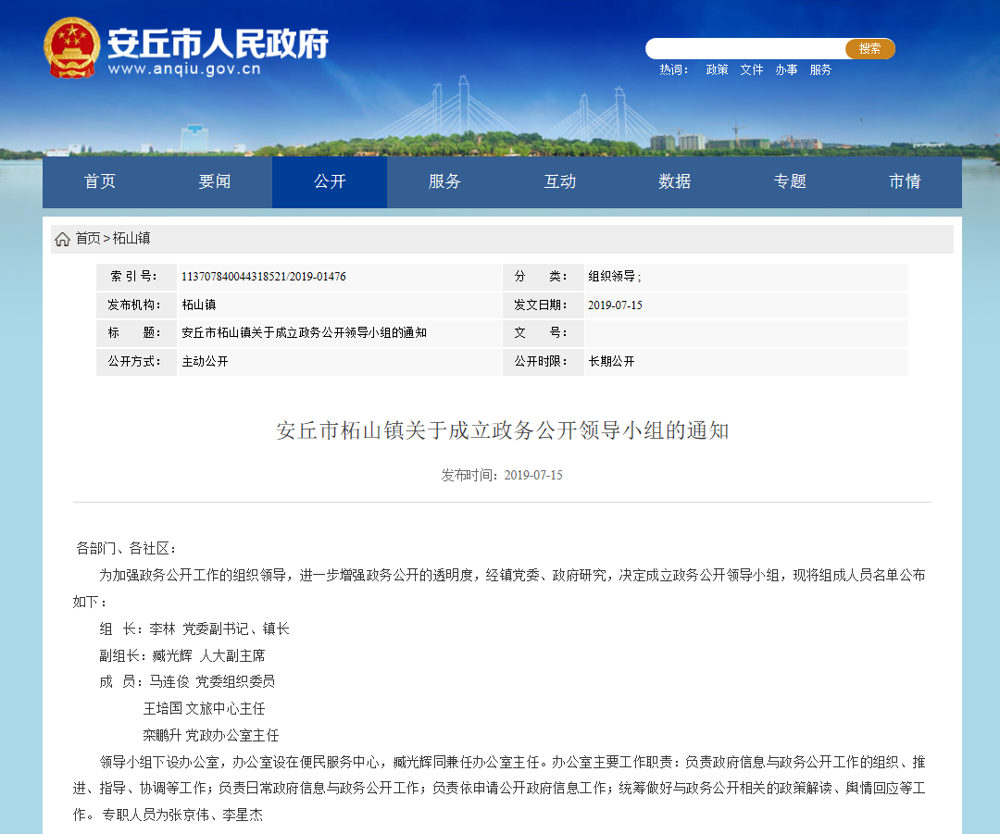 安丘市人民政府
www.anqiu.gov.cn
搜索
热词： 政策 文件 办事 服务
首页 要闻 公开 服务 互动 数据 专题 市情
首页 > 柘山镇
索 引 号： 113707840044318521/2019-01476 分　　类： 组织领导 ;
发布机构： 柘山镇 发文日期： 2019-07-15
标　　题： 安丘市柘山镇关于成立政务公开领导小组的通知 文　　号：
公开方式： 主动公开 公开时限： 长期公开
安丘市柘山镇关于成立政务公开领导小组的通知
发布时间：2019-07-15
各部门、各社区：
为加强政务公开工作的组织领导，进一步增强政务公开的透明度，经镇党委、政府研究，决定成立政务公开领导小组，现将组成人员名单公布
如下：
组 长：李林 党委副书记、镇长
副组长：臧光辉 人大副主席
成 员：马连俊 党委组织委员
王培国 文旅中心主任
栾鹏升 党政办公室主任
领导小组下设办公室，办公室设在便民服务中心，臧光辉同兼任办公室主任。办公室主要工作职责：负责政府信息与政务公开工作的组织、推
进、指导、协调等工作；负责日常政府信息与政务公开工作；负责依申请公开政府信息工作；统筹做好与政务公开相关的政策解读、舆情回应等工
作。 专职人员为张京伟、李星杰